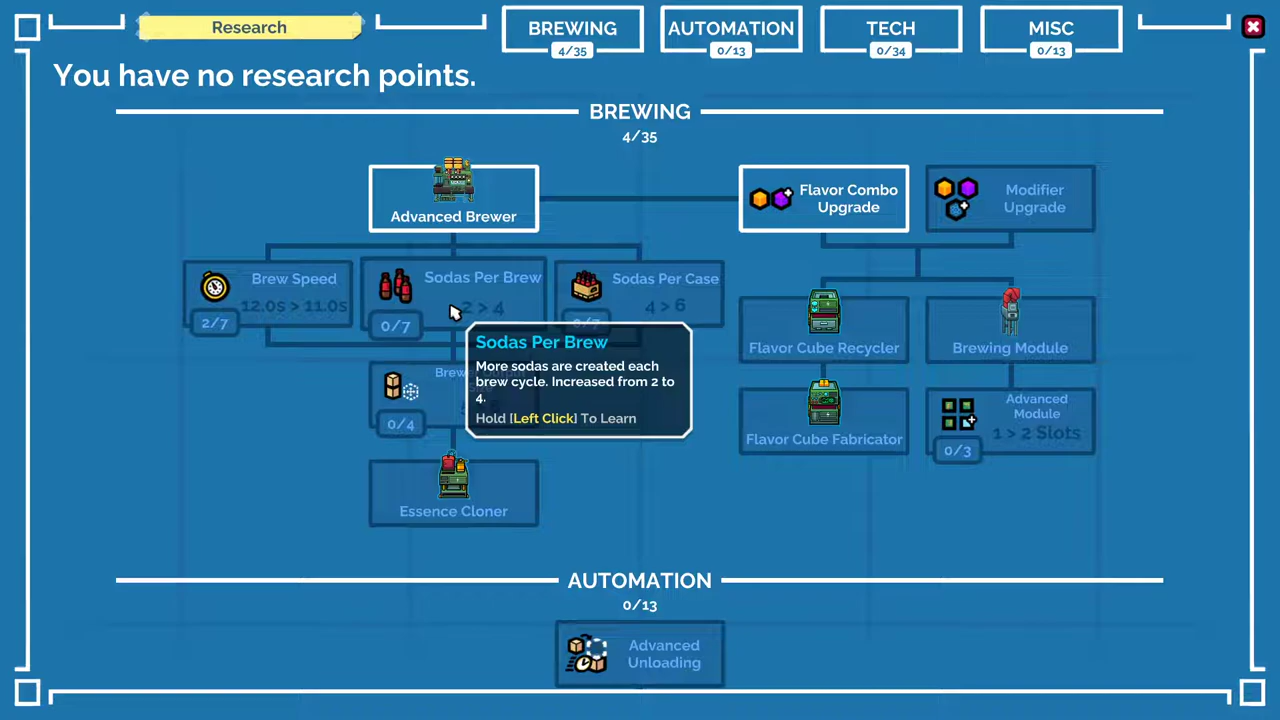 Research
BREWING
4/35
AUTOMATION
0/13
TECH
0/34
MISC
0/13
You have no research points.
BREWING
4/35
Advanced Brewer
Flavor Combo
Upgrade
Modifier
Upgrade
Brew Speed
12.0s > 11.0s
2/7
Sodas Per Brew
2 > 4
0/7
Sodas Per Case
4 > 6
0/7
Sodas Per Brew
More sodas are created each
brew cycle. Increased from 2 to
4.
Hold [Left Click] To Learn
0/4
Flavor Cube Recycler
Brewing Module
Flavor Cube Fabricator
Advanced
Module
1 > 2 Slots
0/3
Essence Cloner
AUTOMATION
0/13
Advanced
Unloading